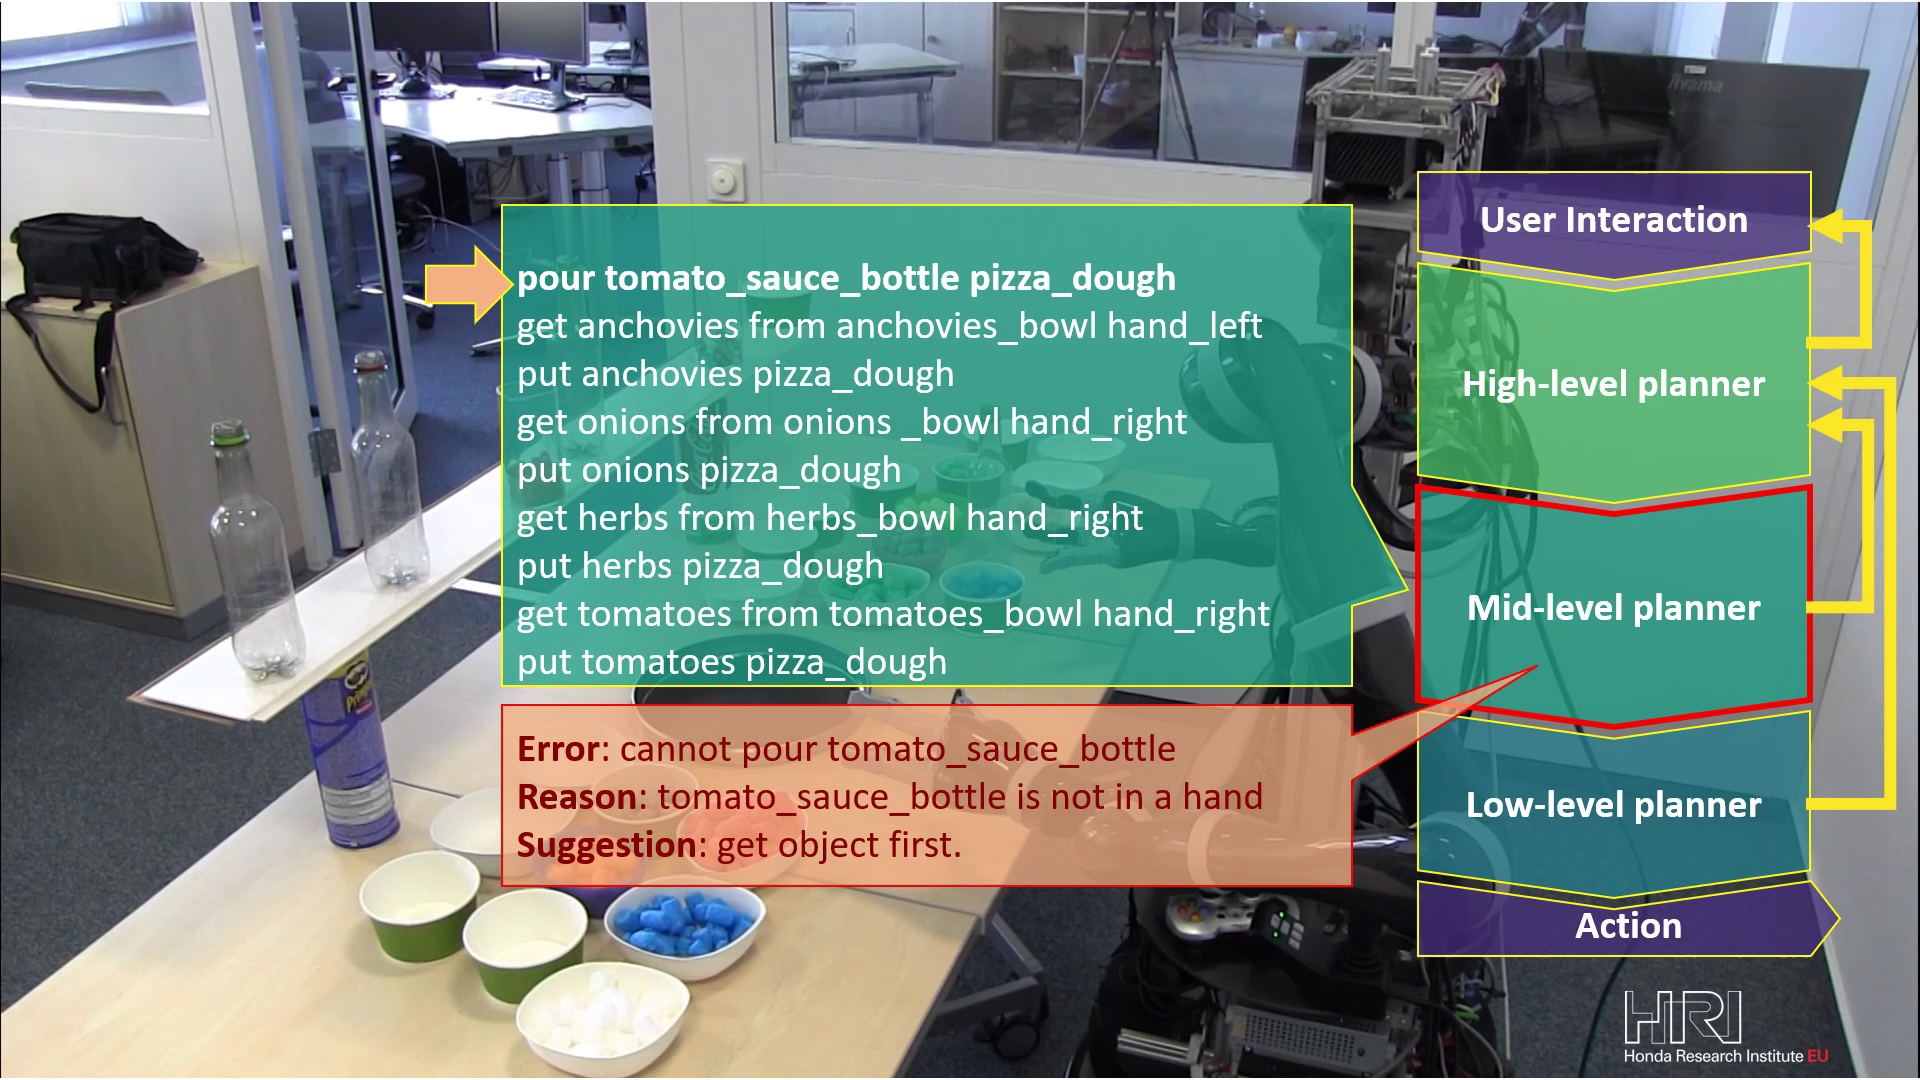 pour tomato_sauce_bottle pizza_dough
get anchovies from anchovies_bowl hand_left
put anchovies pizza_dough
get onions from onions _bowl hand_right
put onions pizza_dough
get herbs from herbs_bowl hand_right
put herbs pizza_dough
get tomatoes from tomatoes_bowl hand_right
put tomatoes pizza_dough
Error: cannot pour tomato_sauce_bottle
Reason: tomato_sauce_bottle is not in a hand
Suggestion: get object first.
User Interaction
High-level planner
Mid-level planner
Low-level planner
Action
iiyama
Pringles
HRI
Honda Research Institute EU